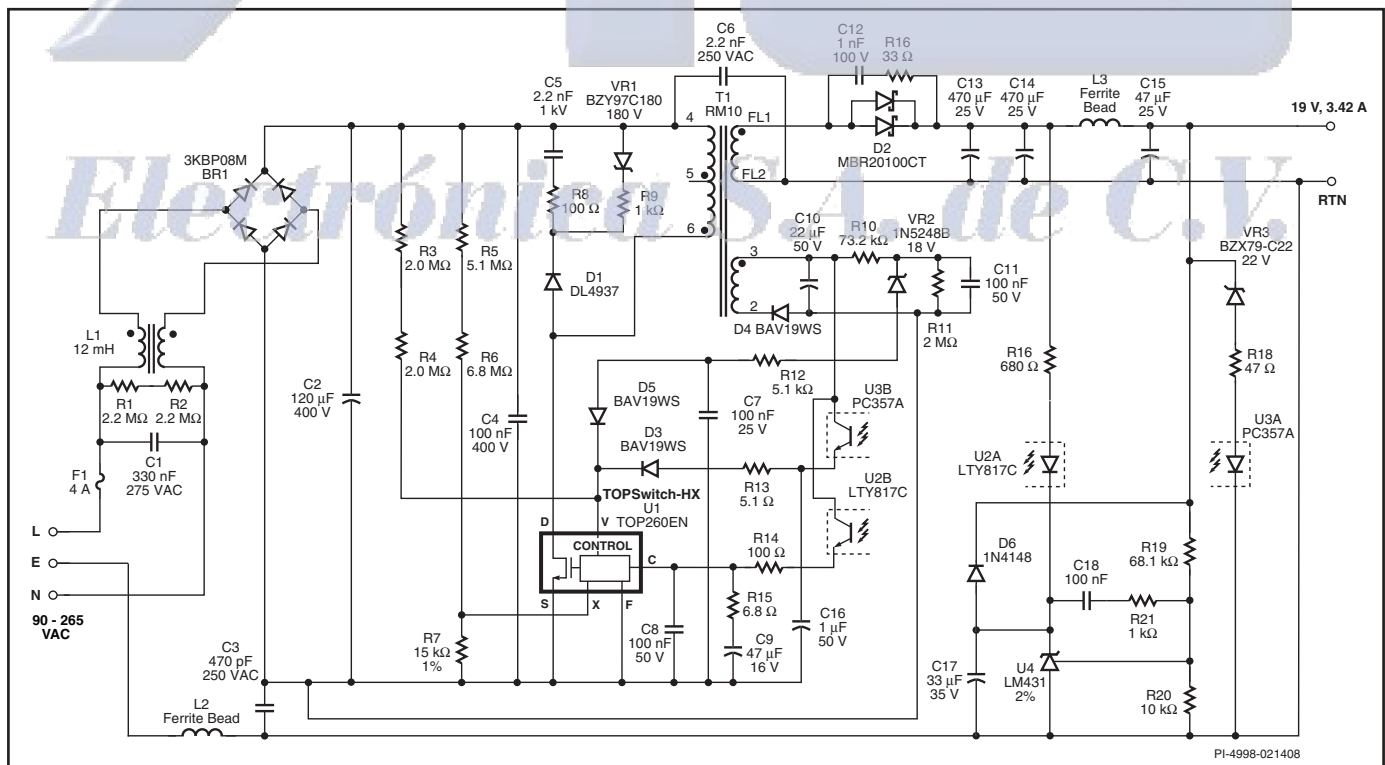 C6
2.2 nF
250 VAC
C12
1 nF
100 V
R16
33 Ω
C5
2.2 nF
1 kV
VR1
BZY97C180
180 V
T1
RM10
4
5
6
FL1
FL2
D2
MBR20100CT
C13
470 µF
25 V
C14
470 µF
25 V
L3
Ferrite
Bead
C15
47 µF
25 V
19 V, 3.42 A
RTN
3KBP08M
BR1
R8
100 Ω
R9
1 kΩ
Electrónica S.A. de C.V.
C10
22 µF
50 V
R10
73.2 kΩ
VR2
1N5248B
18 V
VR3
BZX79-C22
22 V
R3
2.0 MΩ
R5
5.1 MΩ
D1
DL4937
3
2
D4 BAV19WS
C11
100 nF
50 V
R11
2 MΩ
L1
12 mH
R1
2.2 MΩ
R2
2.2 MΩ
C1
330 nF
275 VAC
F1
4 A
C2
120 µF
400 V
R4
2.0 MΩ
R6
6.8 MΩ
C4
100 nF
400 V
D5
BAV19WS
C7
100 nF
25 V
R12
5.1 kΩ
D3
BAV19WS
R13
5.1 Ω
U3B
PC357A
U2B
LTY817C
R16
680 Ω
R18
47 Ω
U2A
LTY817C
U3A
PC357A
TOPSwitch-HX
U1
TOP260EN
D
V
CONTROL
C
S
X
F
R14
100 Ω
R15
6.8 Ω
D6
1N4148
C18
100 nF
R19
68.1 kΩ
R21
1 kΩ
L
E
N
90 - 265
VAC
C3
470 pF
250 VAC
R7
15 kΩ
1%
C8
100 nF
50 V
C9
47 µF
16 V
C16
1 µF
50 V
C17
33 µF
35 V
U4
LM431
2%
R20
10 kΩ
L2
Ferrite Bead
PI-4998-021408